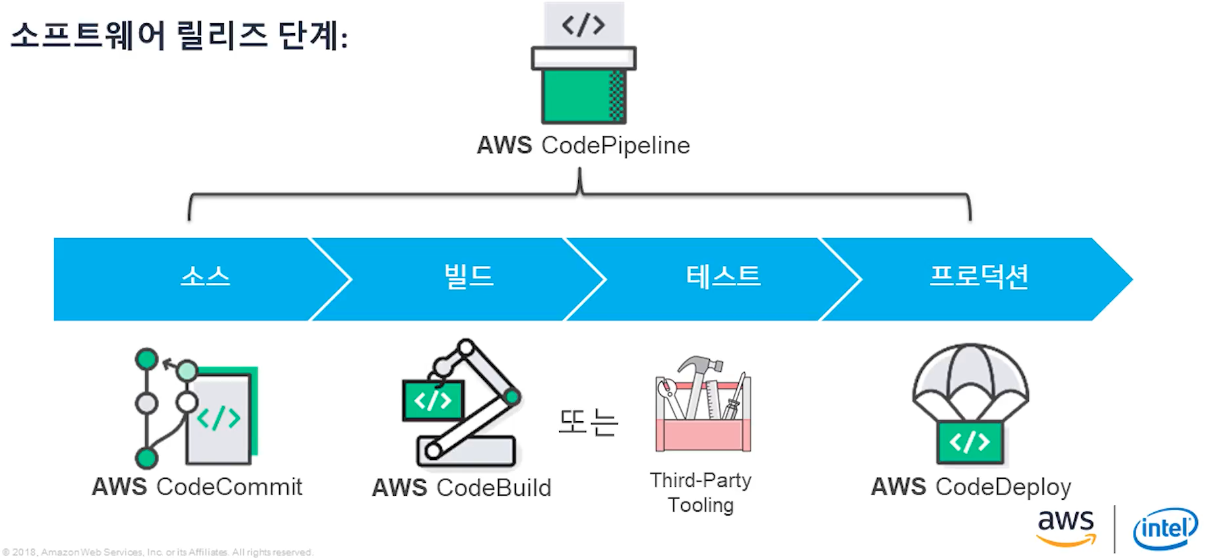 소프트웨어 릴리즈 단계:
</>
AWS CodePipeline
소스
빌드
테스트
프로덕션
</>
</>
또는
</>
AWS CodeCommit
AWS CodeBuild
Third-Party
Tooling
AWS CodeDeploy
aws
intel
© 2018, Amazon Web Services, Inc. or its Affiliates. All rights reserved.